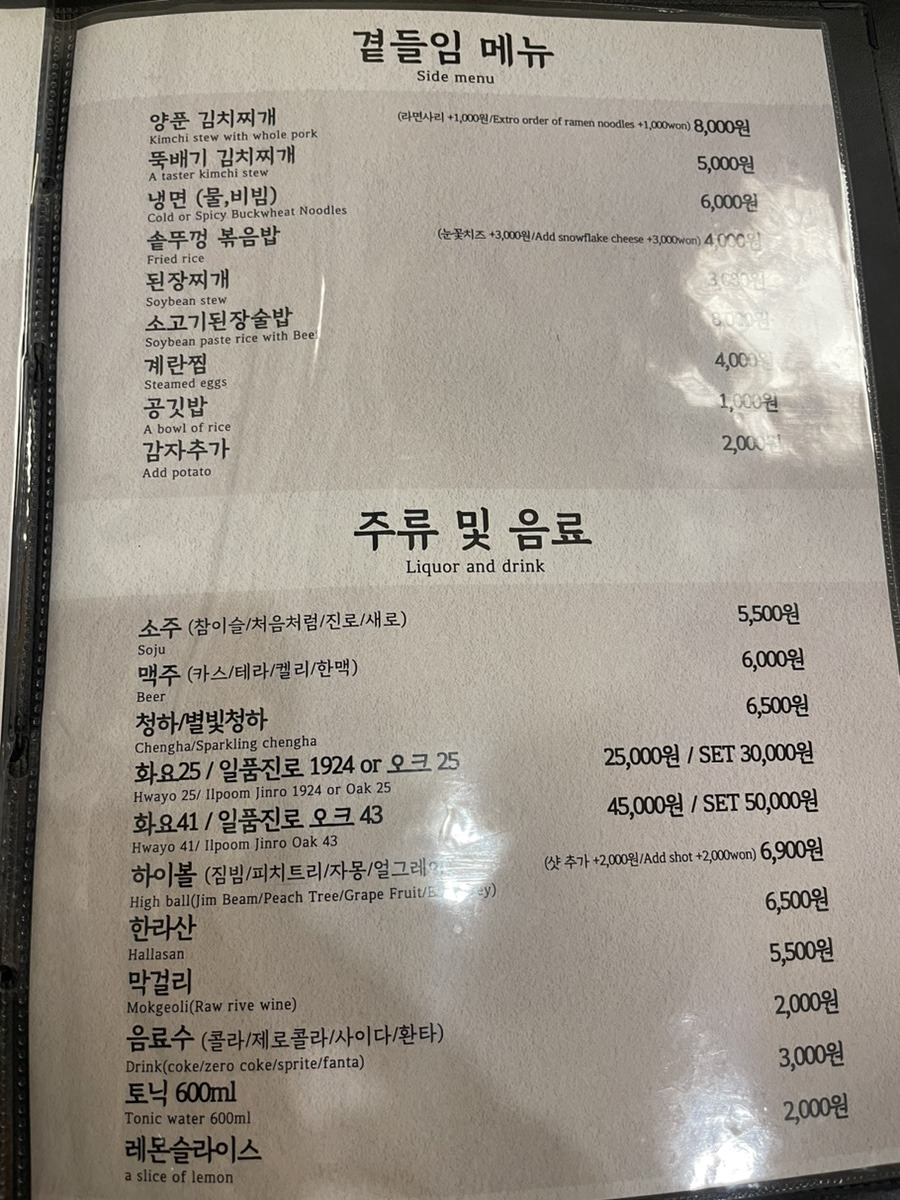 곁들임 메뉴
Side menu
양푼 김치찌개 (라면사리 +1,000원/Extro order of ramen noodles +1,000won) 8,000원
Kimchi stew with whole pork
뚝배기 김치찌개 5,000원
A taster kimchi stew
냉면 (물,비빔) 6,000원
Cold or Spicy Buckwheat Noodles
솥뚜껑 볶음밥 (눈꽃치즈 +3,000원/Add snowflake cheese +3,000won) 4,000원
Fried rice
된장찌개
Soybean stew
소고기된장술밥
Soybean paste rice with Beef
계란찜 4,000원
Steamed eggs
공깃밥 1,000원
A bowl of rice
감자추가 2,000원
Add potato
주류 및 음료
Liquor and drink
소주 (참이슬/처음처럼/진로/새로) 5,500원
Soju
맥주 (카스/테라/켈리/한맥) 6,000원
Beer
청하/별빛청하 6,500원
Chengha/Sparkling chengha
화요25 / 일품진로 1924 or 오크 25 25,000원 / SET 30,000원
Hwayo 25/ Ilpoom Jinro 1924 or Oak 25
화요41 / 일품진로 오크 43 45,000원 / SET 50,000원
Hwayo 41/ Ilpoom Jinro Oak 43
하이볼 (짐빔/피치트리/자몽/얼그레이) (샷 추가 +2,000원/Add shot +2,000won) 6,900원
High ball(Jim Beam/Peach Tree/Grape Fruit/
한라산 6,500원
Hallasan
막걸리 5,500원
Mokgeoli(Raw rive wine)
음료수 (콜라/제로콜라/사이다/환타) 2,000원
Drink(coke/zero coke/sprite/fanta)
토닉 600ml 3,000원
Tonic water 600ml
레몬슬라이스 2,000원
a slice of lemon